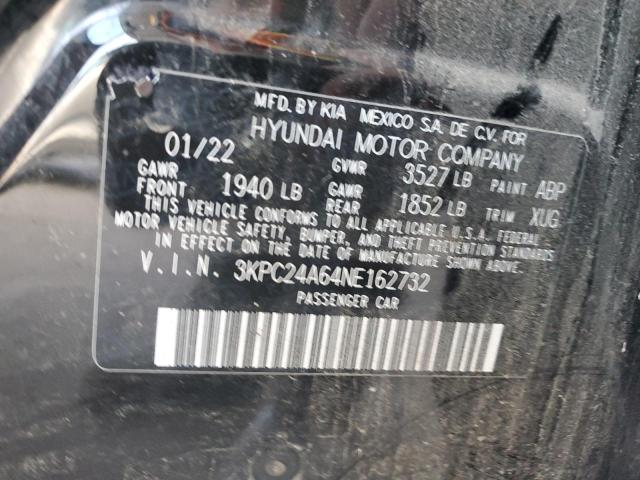 MFD. BY KIA MEXICO S.A. DE C.V. FOR
HYUNDAI MOTOR COMPANY
01/22 GVWR 3527 LB PAINT ABP
GAWR FRONT 1940 LB GAWR REAR 1852 LB TRIM XUG
THIS VEHICLE CONFORMS TO ALL APPLICABLE U.S.A. FEDERAL
MOTOR VEHICLE SAFETY, BUMPER, AND THEFT PREVENTION STANDARDS
IN EFFECT ON THE DATE OF MANUFACTURE SHOWN ABOVE.
V.I.N. 3KPC24A64NE162732
PASSENGER CAR